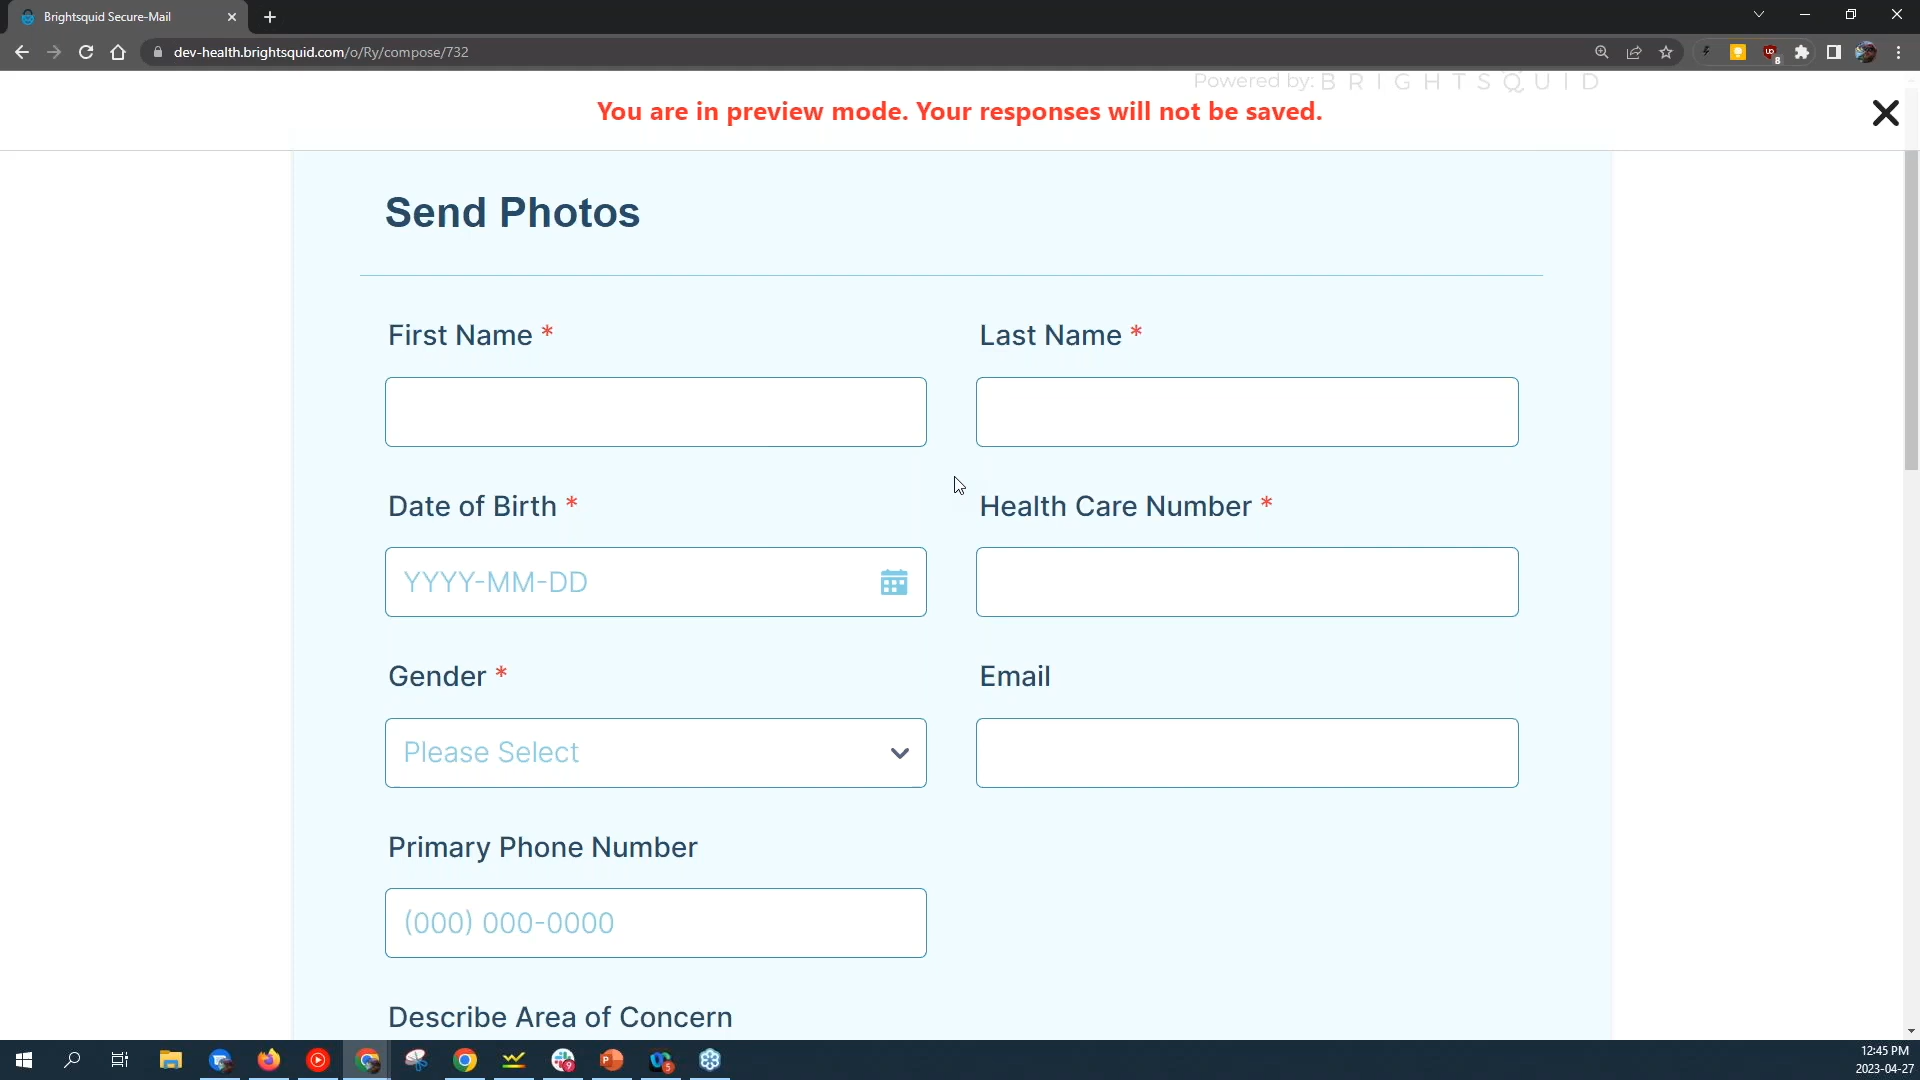 Brightsquid Secure-Mail
dev-health.brightsquid.com/o/Ry/compose/732
Powered by: BRIGHTSQUID
You are in preview mode. Your responses will not be saved.
Send Photos
First Name *
Last Name *
Date of Birth *
Health Care Number *
YYYY-MM-DD
Gender *
Email
Please Select
Primary Phone Number
(000) 000-0000
Describe Area of Concern
12:45 PM
2023-04-27